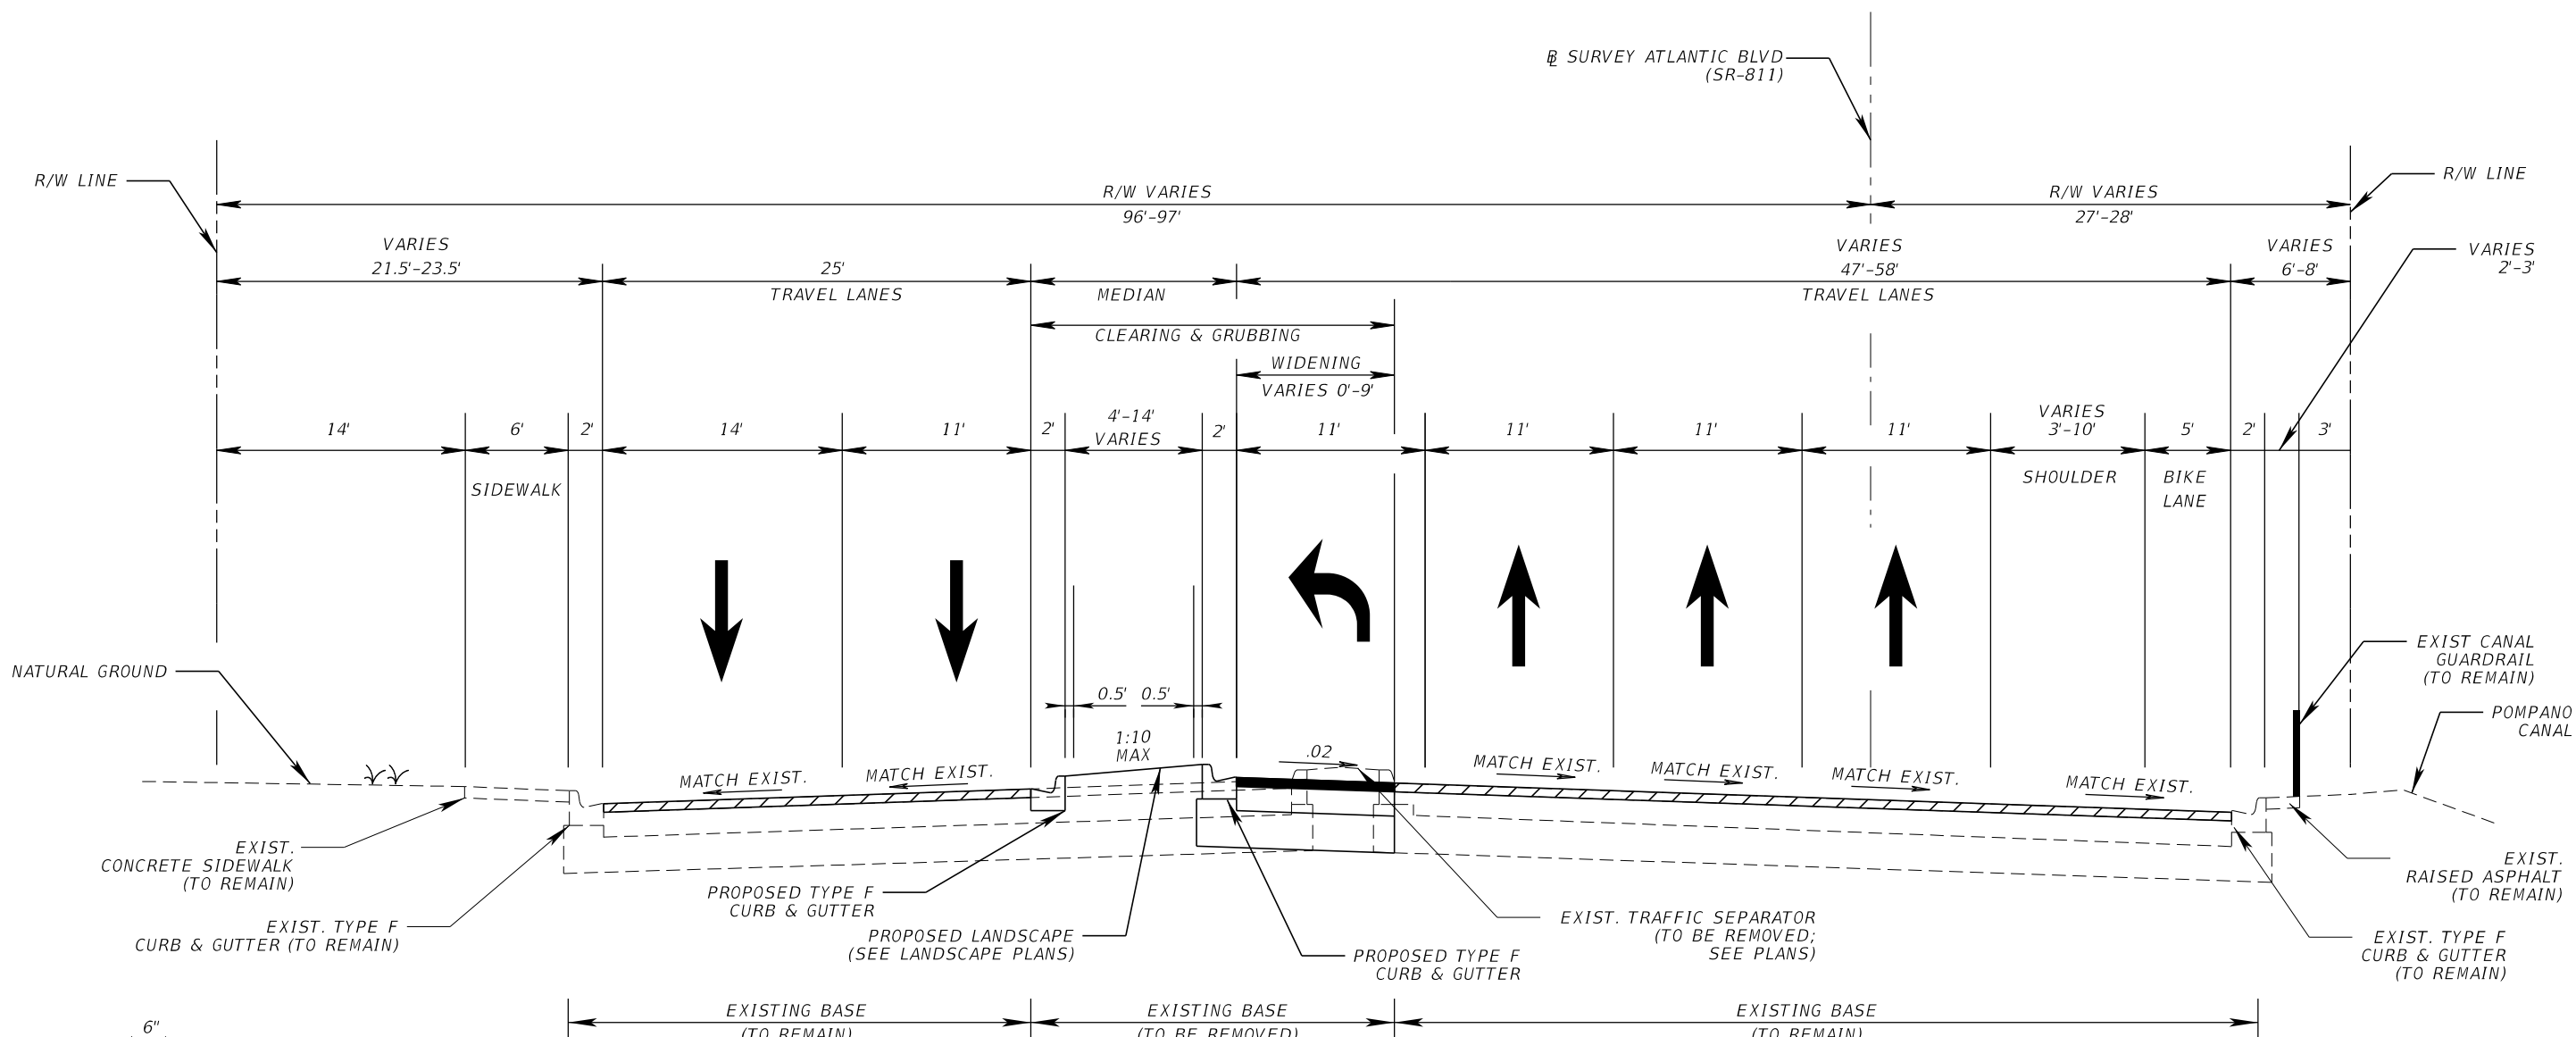 ℄ SURVEY ATLANTIC BLVD
(SR-811)
R/W LINE
R/W VARIES
96'-97'
R/W VARIES
27'-28'
R/W LINE
VARIES
21.5'-23.5'
25'
TRAVEL LANES
MEDIAN
VARIES
47'-58'
TRAVEL LANES
VARIES
6'-8'
VARIES
2'-3'
CLEARING & GRUBBING
WIDENING
VARIES 0'-9'
14'
6'
2'
14'
11'
2'
4'-14'
VARIES
2'
11'
11'
11'
11'
VARIES
3'-10'
5'
2'
3'
SIDEWALK
SHOULDER
BIKE
LANE
NATURAL GROUND
0.5'
0.5'
1:10
MAX
.02
MATCH EXIST.
MATCH EXIST.
MATCH EXIST.
MATCH EXIST.
MATCH EXIST.
MATCH EXIST.
EXIST CANAL
GUARDRAIL
(TO REMAIN)
POMPANO
CANAL
EXIST.
CONCRETE SIDEWALK
(TO REMAIN)
EXIST. TYPE F
CURB & GUTTER (TO REMAIN)
PROPOSED TYPE F
CURB & GUTTER
PROPOSED LANDSCAPE
(SEE LANDSCAPE PLANS)
PROPOSED TYPE F
CURB & GUTTER
EXIST. TRAFFIC SEPARATOR
(TO BE REMOVED;
SEE PLANS)
EXIST.
RAISED ASPHALT
(TO REMAIN)
EXIST. TYPE F
CURB & GUTTER
(TO REMAIN)
6"
EXISTING BASE
(TO REMAIN)
EXISTING BASE
(TO BE REMOVED)
EXISTING BASE
(TO REMAIN)